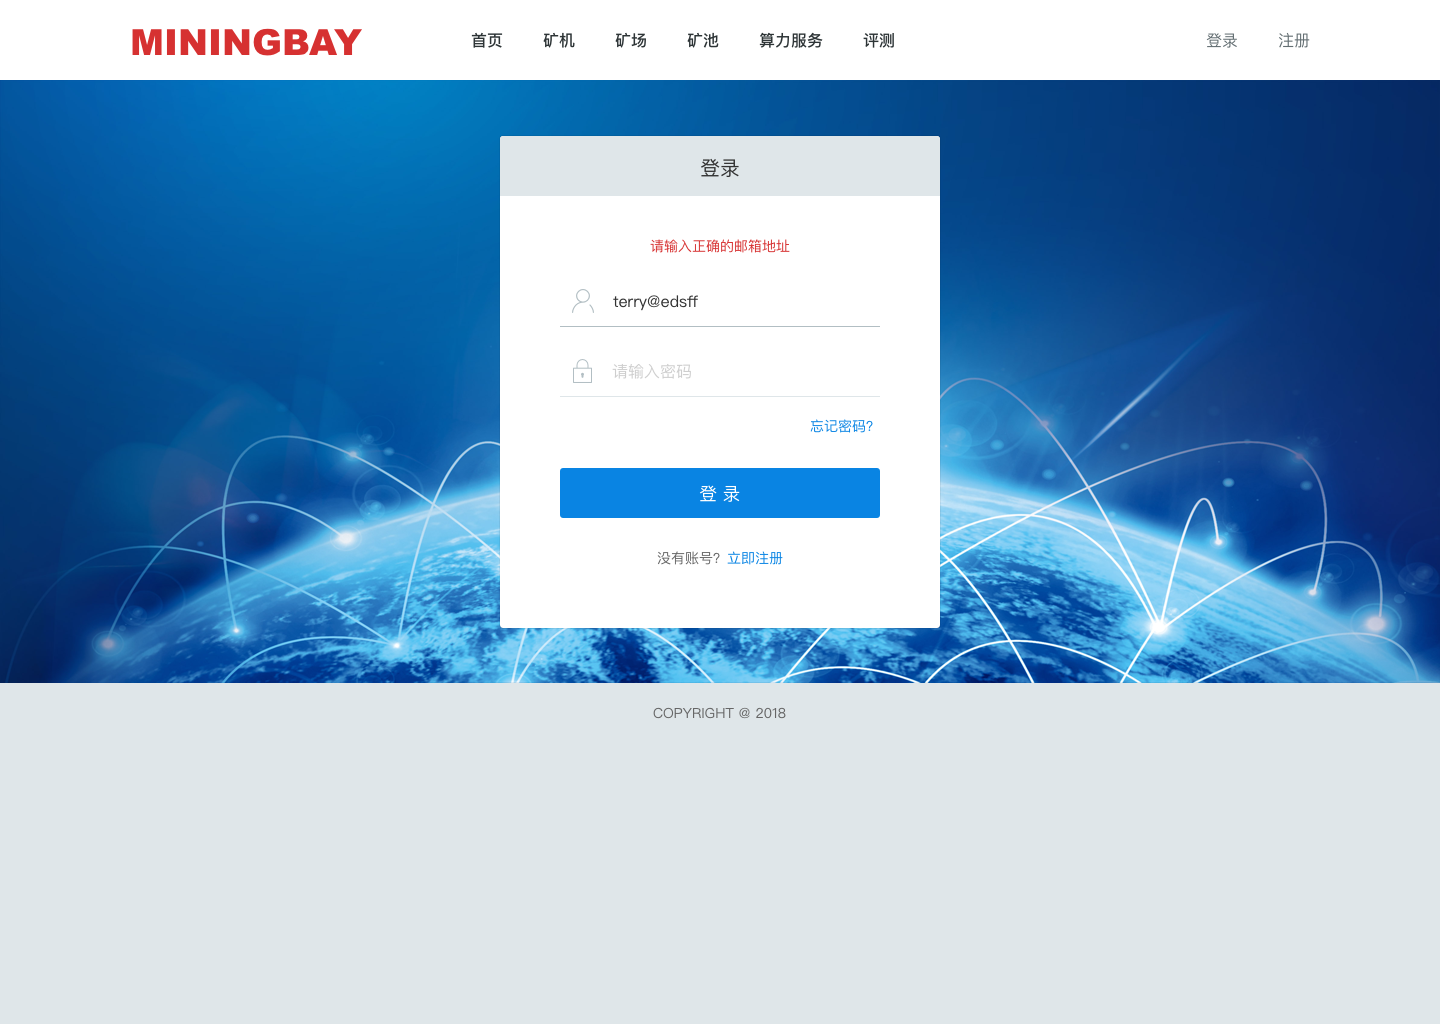 MININGBAY 首页 矿机 矿场 矿池 算力服务 评测 登录 注册
登录
请输入正确的邮箱地址
terry@edsff
请输入密码
忘记密码?
登 录
没有账号? 立即注册
COPYRIGHT @ 2018